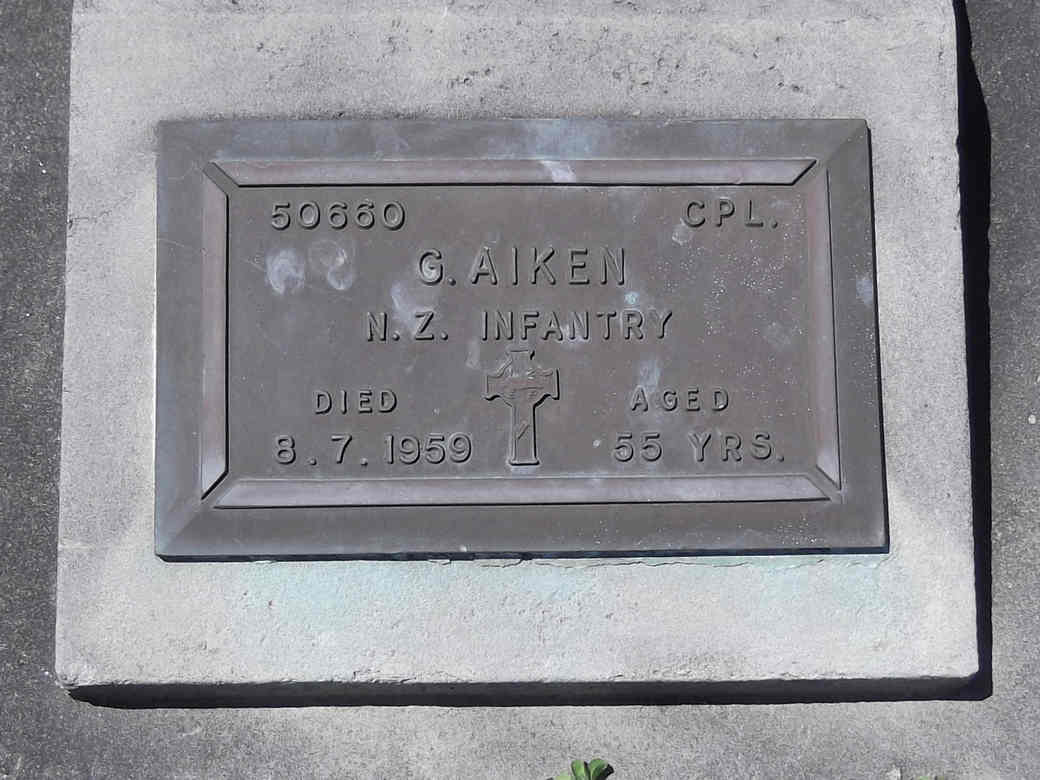 50660 CPL.
G. AIKEN
N.Z. INFANTRY
DIED AGED
8.7.1959 55 YRS.